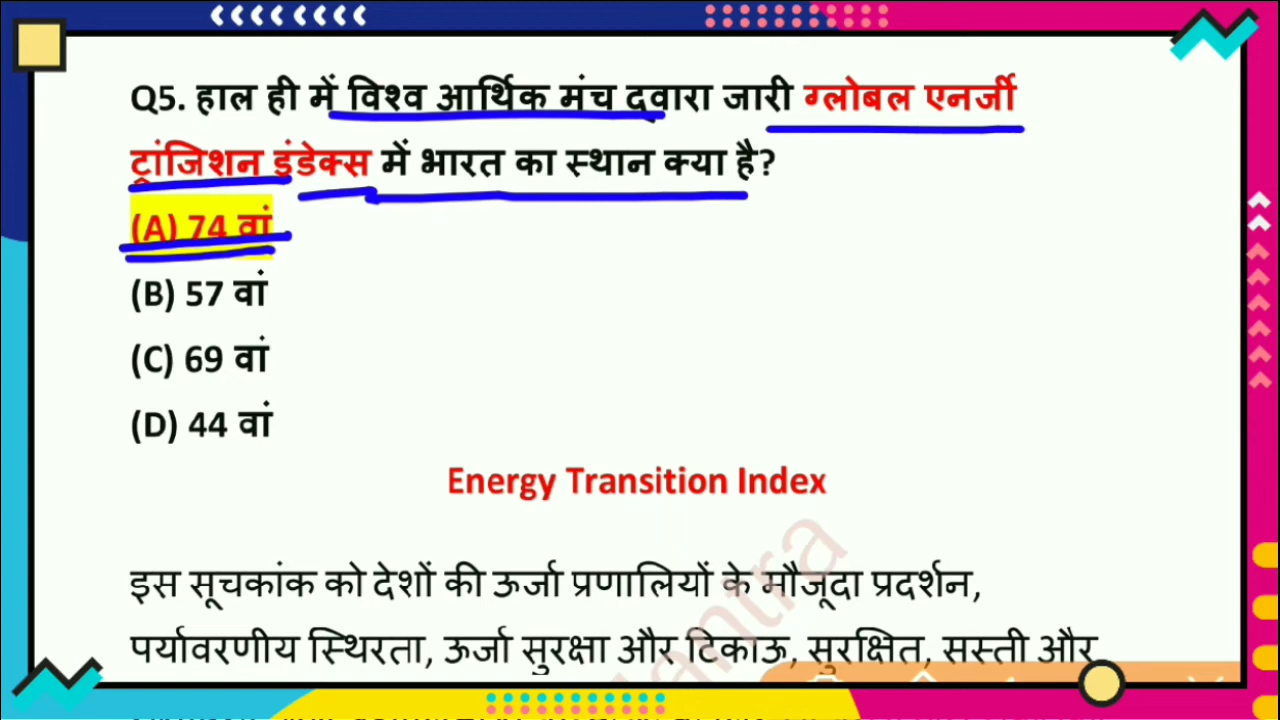 Q5. हाल ही में विश्व आर्थिक मंच दवारा जारी ग्लोबल एनर्जी
ट्रांजिशन इंडेक्स में भारत का स्थान क्या है?
(A) 74 वां
(B) 57 वां
(C) 69 वां
(D) 44 वां
Energy Transition Index
इस सूचकांक को देशों की ऊर्जा प्रणालियों के मौजूदा प्रदर्शन,
पर्यावरणीय स्थिरता, ऊर्जा सुरक्षा और टिकाऊ, सुरक्षित, सस्ती और